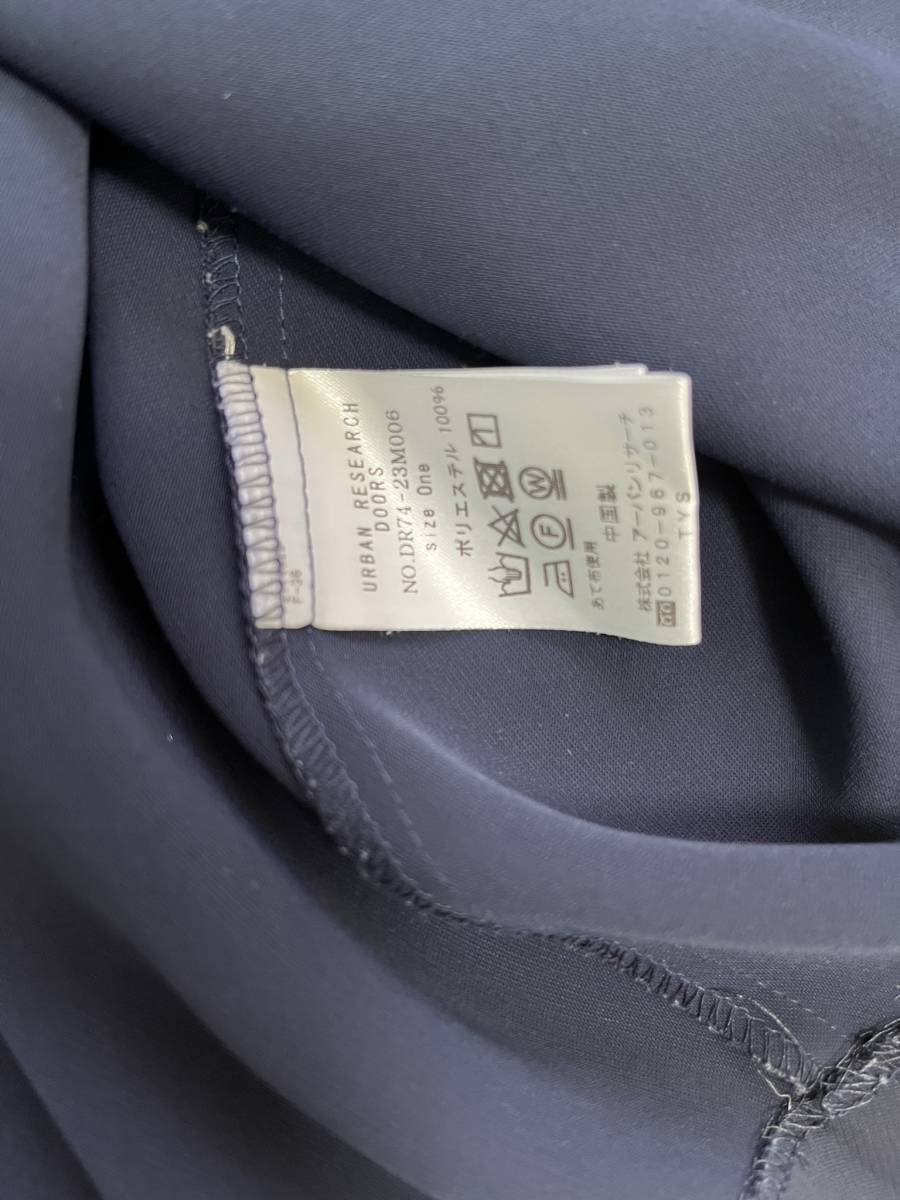 URBAN RESEARCH
DOORS
NO.DR74-23M006
size One
ポリエステル 100%
F
W
あて布使用
中国製
株式会社 アーバンリサーチ
0120-987-013
TYS
F-36